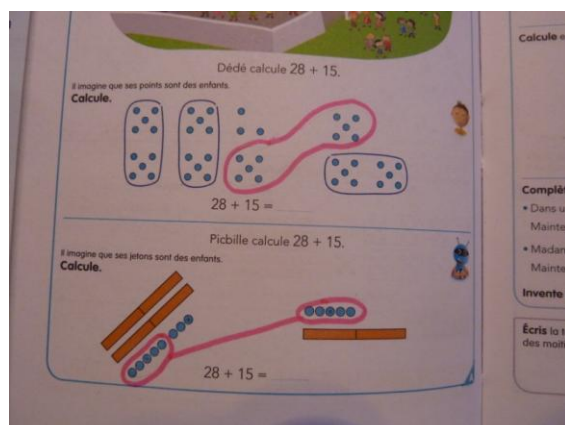 Dédé calcule 28 + 15.
Il imagine que ses points sont des enfants.
Calcule.
28 + 15 =
Picbille calcule 28 + 15.
Il imagine que ses jetons sont des enfants.
Calcule.
28 + 15 =
Calcule
Complèt
• Dans u
Mainte
• Madan
Mainte
Invente
Écris la t
des moiti